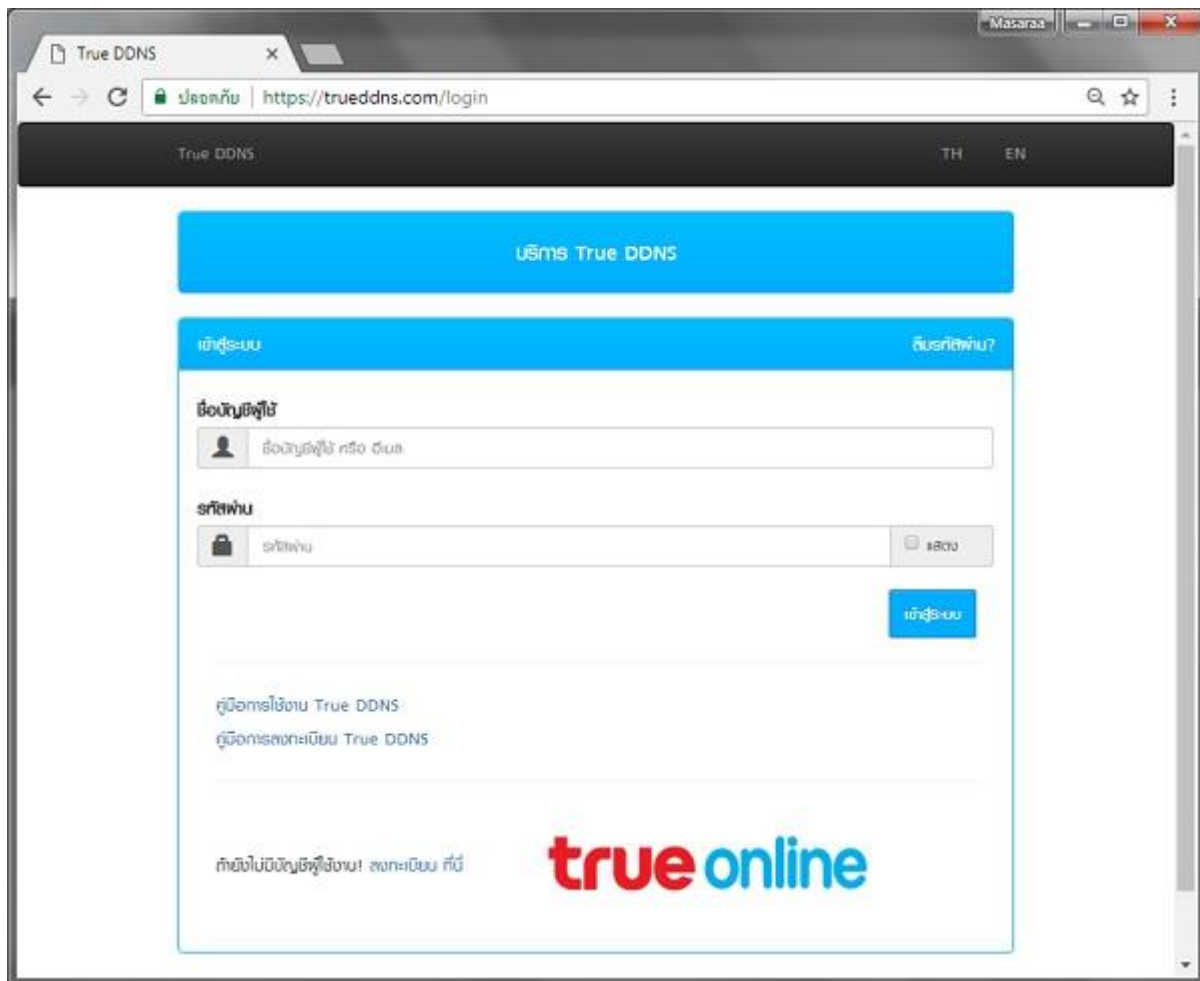 Masaraa
True DDNS
ปลอดภัย | https://trueddns.com/login
True DDNS TH EN
บริการ True DDNS
เข้าสู่ระบบ ลืมรหัสผ่าน?
ชื่อบัญชีผู้ใช้
ชื่อบัญชีผู้ใช้ หรือ อีเมล
รหัสผ่าน
รหัสผ่าน แสดง
เข้าสู่ระบบ
คู่มือการใช้งาน True DDNS
คู่มือการลงทะเบียน True DDNS
ถ้ายังไม่มีบัญชีผู้ใช้งาน! ลงทะเบียน ที่นี่
true online